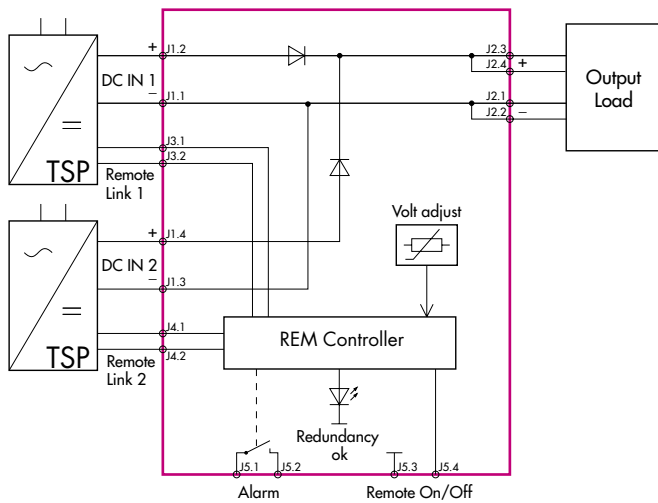 +
J1.2
DC IN 1
−
J1.1
J3.1
J3.2
TSP
Remote
Link 1
J2.3
J2.4
+
J2.1
J2.2
−
Output
Load
+
J1.4
DC IN 2
−
J1.3
Volt adjust
J4.1
J4.2
TSP
Remote
Link 2
REM Controller
Redundancy
ok
J5.1
J5.2
J5.3
J5.4
Alarm
Remote On/Off